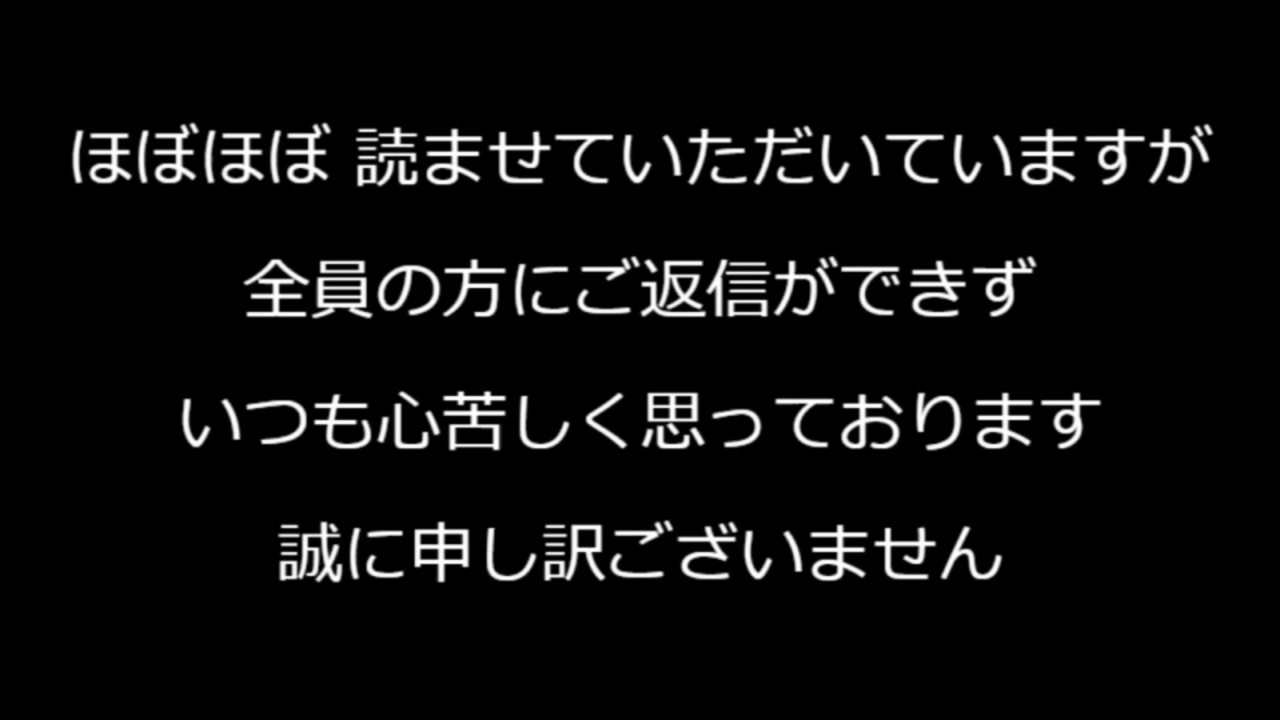 ほぼほぼ 読ませていただいていますが
全員の方にご返信ができず
いつも心苦しく思っております
誠に申し訳ございません